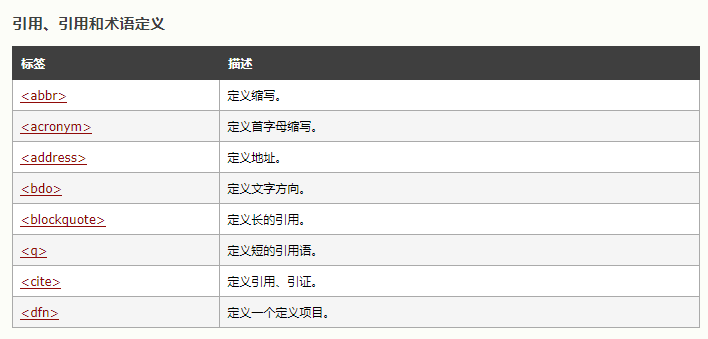 引用、引用和术语定义
标签 描述
<abbr> 定义缩写。
<acronym> 定义首字母缩写。
<address> 定义地址。
<bdo> 定义文字方向。
<blockquote> 定义长的引用。
<q> 定义短的引用语。
<cite> 定义引用、引证。
<dfn> 定义一个定义项目。